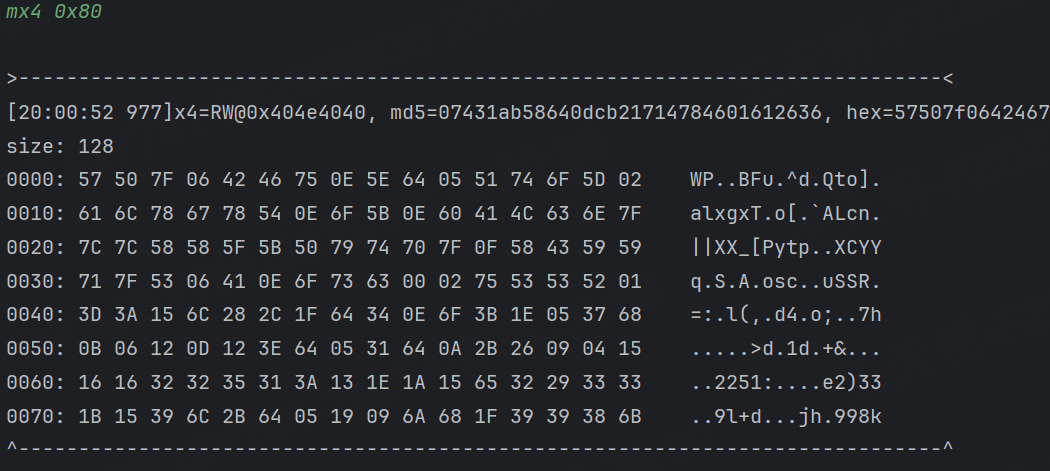 mx4 0x80
>-----------------------------------------------------------------------------<
[20:00:52 977]x4=RW@0x404e4040, md5=07431ab58640dcb21714784601612636, hex=57507f0642467
size: 128
0000: 57 50 7F 06 42 46 75 0E 5E 64 05 51 74 6F 5D 02    WP..BFu.^d.Qto].
0010: 61 6C 78 67 78 54 0E 6F 5B 0E 60 41 4C 63 6E 7F    alxgxT.o[.`ALcn.
0020: 7C 7C 58 58 5F 5B 50 79 74 70 7F 0F 58 43 59 59    ||XX_[Pytp..XCYY
0030: 71 7F 53 06 41 0E 6F 73 63 00 02 75 53 53 52 01    q.S.A.osc..uSSR.
0040: 3D 3A 15 6C 28 2C 1F 64 34 0E 6F 3B 1E 05 37 68    =:.l(,.d4.o;..7h
0050: 0B 06 12 0D 12 3E 64 05 31 64 0A 2B 26 09 04 15    .....>d.1d.+&...
0060: 16 16 32 32 35 31 3A 13 1E 1A 15 65 32 29 33 33    ..2251:....e2)33
0070: 1B 15 39 6C 2B 64 05 19 09 6A 68 1F 39 39 38 6B    ..9l+d...jh.998k
^-----------------------------------------------------------------------------^